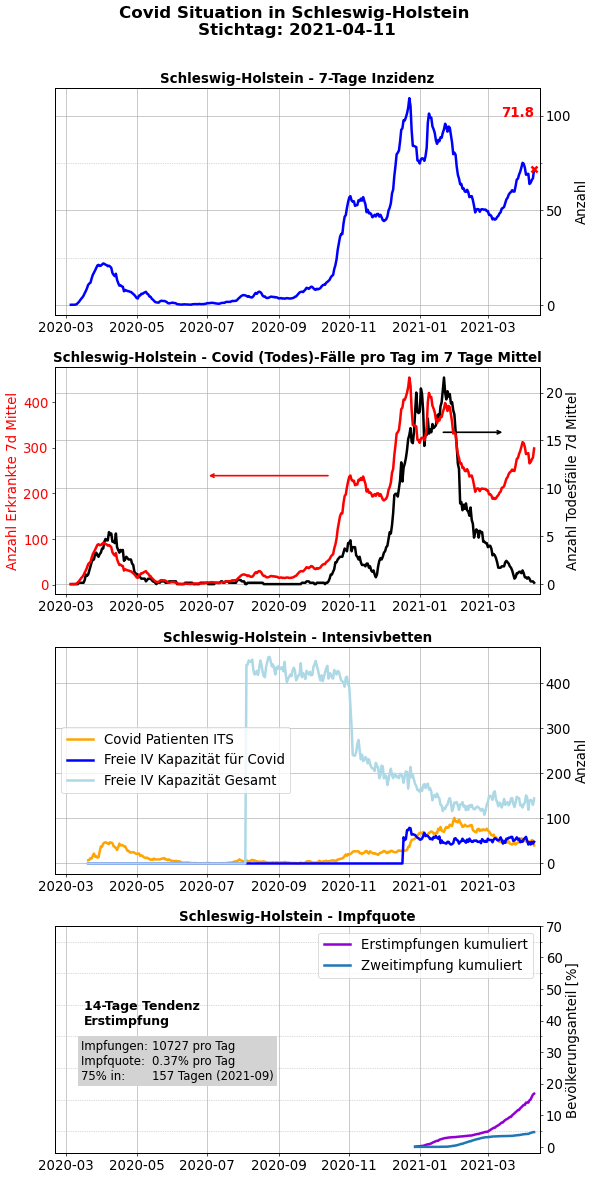 Covid Situation in Schleswig-Holstein
Stichtag: 2021-04-11
Schleswig-Holstein - 7-Tage Inzidenz
71.8
100
50
0
Anzahl
2020-03 2020-05 2020-07 2020-09 2020-11 2021-01 2021-03
Schleswig-Holstein - Covid (Todes)-Fälle pro Tag im 7 Tage Mittel
Anzahl Erkrankte 7d Mittel
400
300
200
100
0
20
15
10
5
0
Anzahl Todesfälle 7d Mittel
2020-03 2020-05 2020-07 2020-09 2020-11 2021-01 2021-03
Schleswig-Holstein - Intensivbetten
Covid Patienten ITS
Freie IV Kapazität für Covid
Freie IV Kapazität Gesamt
400
300
200
100
0
Anzahl
2020-03 2020-05 2020-07 2020-09 2020-11 2021-01 2021-03
Schleswig-Holstein - Impfquote
Erstimpfungen kumuliert
Zweitimpfung kumuliert
14-Tage Tendenz
Erstimpfung
Impfungen: 10727 pro Tag
Impfquote: 0.37% pro Tag
75% in: 157 Tagen (2021-09)
70
60
50
40
30
20
10
0
Bevölkerungsanteil [%]
2020-03 2020-05 2020-07 2020-09 2020-11 2021-01 2021-03